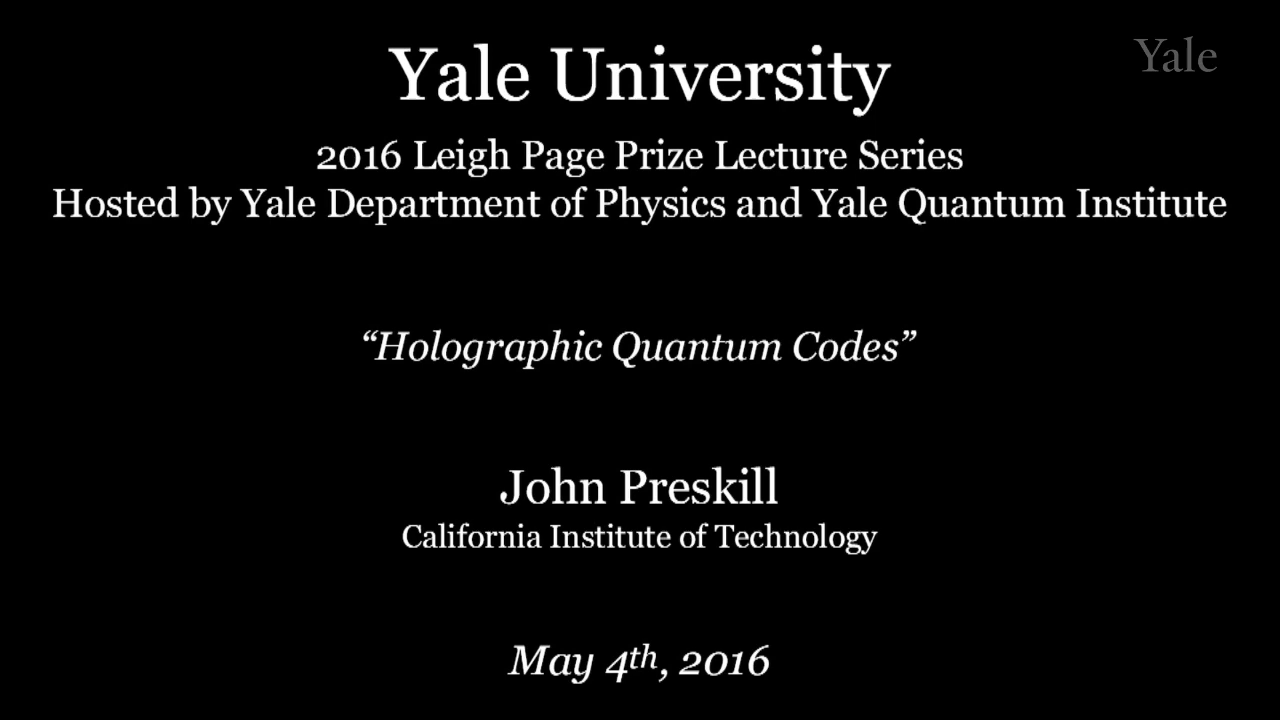 Yale University
Yale
2016 Leigh Page Prize Lecture Series
Hosted by Yale Department of Physics and Yale Quantum Institute
“Holographic Quantum Codes”
John Preskill
California Institute of Technology
May 4th, 2016